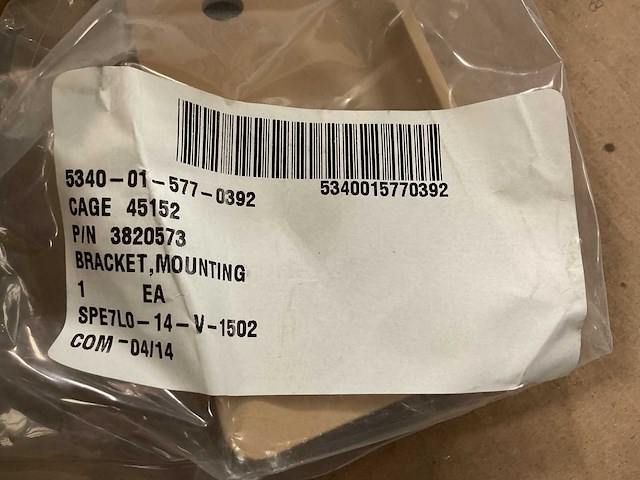 5340-01-577-0392
5340015770392
CAGE 45152
P/N 3820573
BRACKET,MOUNTING
1 EA
SPE7L0-14-V-1502
COM-04/14